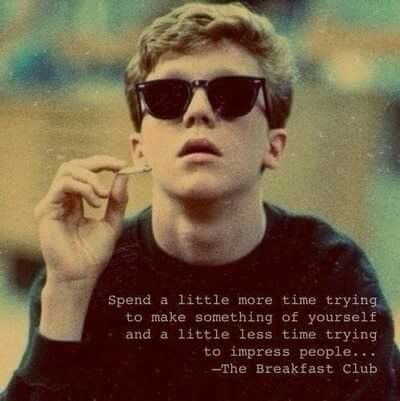 Spend a little more time trying
to make something of yourself
and a little less time trying
to impress people...
—The Breakfast Club